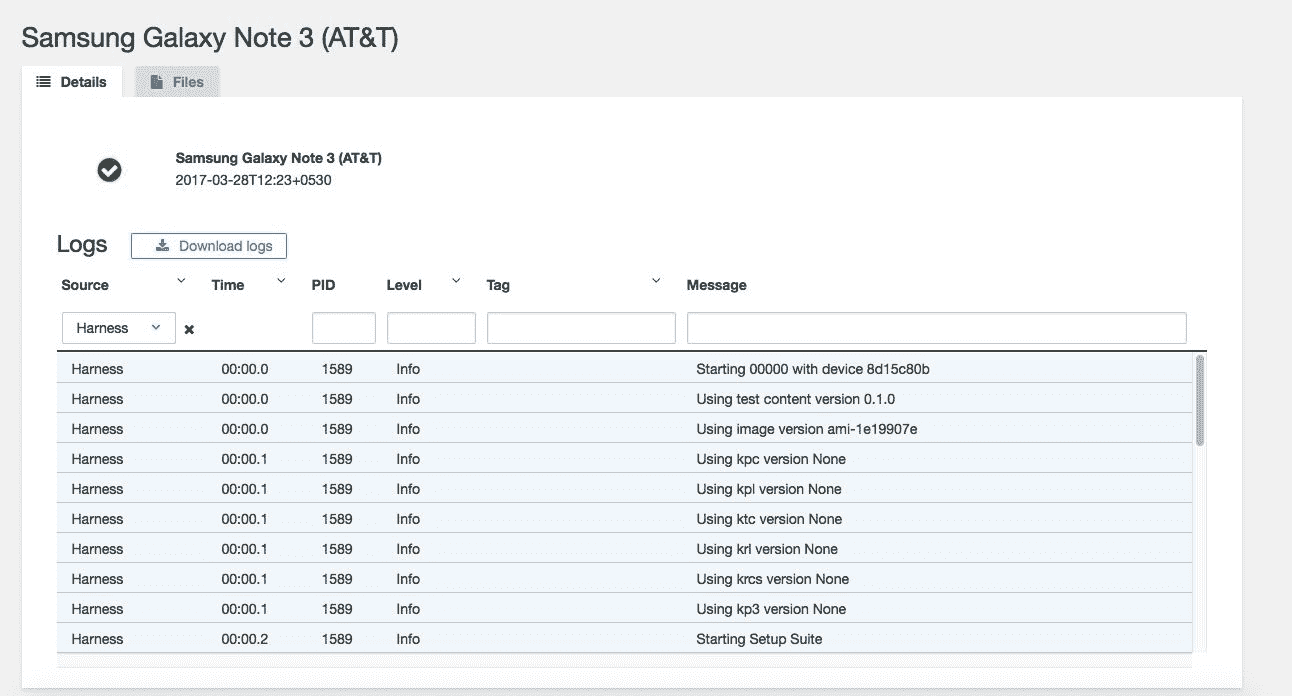 Samsung Galaxy Note 3 (AT&T)
Details Files
Samsung Galaxy Note 3 (AT&T)
2017-03-28T12:23+0530
Logs Download logs
Source Time PID Level Tag Message
Harness
Harness 00:00.0 1589 Info Starting 00000 with device 8d15c80b
Harness 00:00.0 1589 Info Using test content version 0.1.0
Harness 00:00.0 1589 Info Using image version ami-1e19907e
Harness 00:00.1 1589 Info Using kpc version None
Harness 00:00.1 1589 Info Using kpl version None
Harness 00:00.1 1589 Info Using ktc version None
Harness 00:00.1 1589 Info Using krl version None
Harness 00:00.1 1589 Info Using krcs version None
Harness 00:00.1 1589 Info Using kp3 version None
Harness 00:00.2 1589 Info Starting Setup Suite